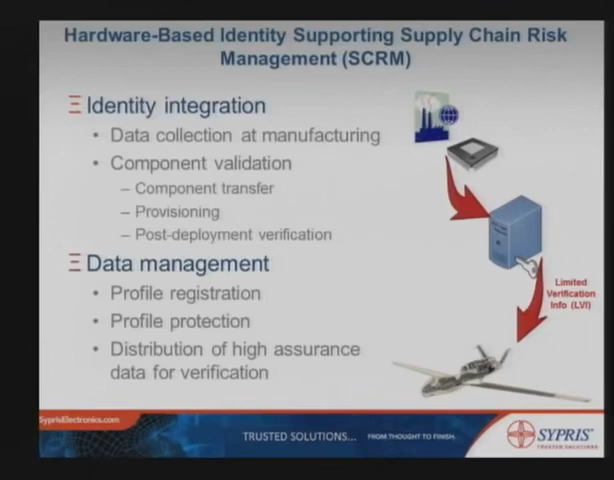 Hardware-Based Identity Supporting Supply Chain Risk
Management (SCRM)
Ξ Identity integration
• Data collection at manufacturing
• Component validation
– Component transfer
– Provisioning
– Post-deployment verification
Ξ Data management
• Profile registration
• Profile protection
• Distribution of high assurance
data for verification
Limited
Verification
Info (LVI)
SyprisElectronics.com
TRUSTED SOLUTIONS... FROM THOUGHT TO FINISH.
SYPRIS®
TRUSTED SOLUTIONS